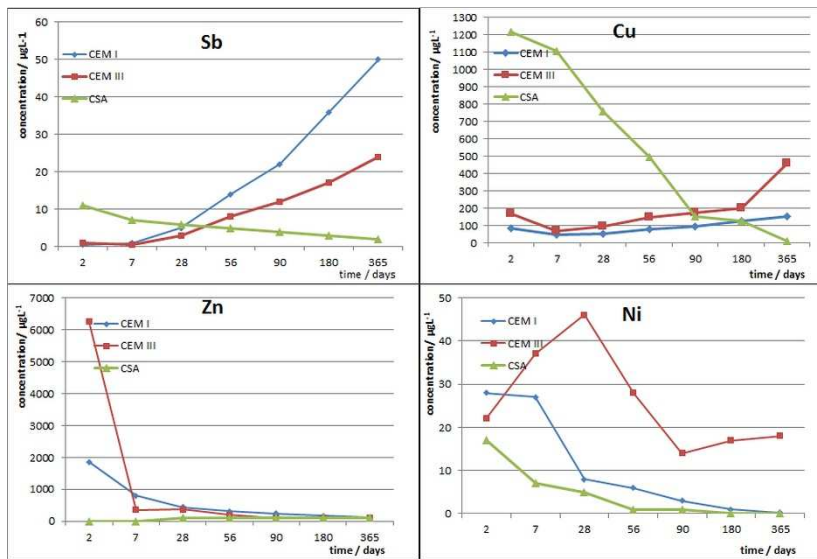 Sb
concentration/ µgL-1
60
50
40
30
20
10
0
CEM I
CEM III
CSA
2 7 28 56 90 180 365
time / days
Cu
concentration/ µgL-1
1300
1200
1100
1000
900
800
700
600
500
400
300
200
100
0
CEM I
CEM III
CSA
2 7 28 56 90 180 365
time / days
Zn
concentration/ µgL-1
7000
6000
5000
4000
3000
2000
1000
0
CEM I
CEM III
CSA
2 7 28 56 90 180 365
time / days
Ni
concentration/ µgL-1
50
40
30
20
10
0
CEM I
CEM III
CSA
2 7 28 56 90 180 365
time / days